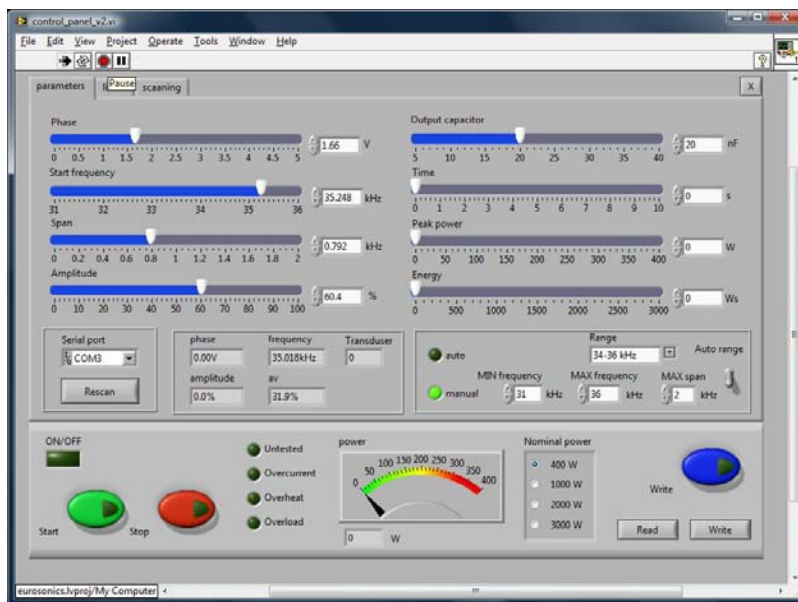 control_panel_v2.vi
File Edit View Project Operate Tools Window Help
parameters Pause scaaning X
Phase
0 0.5 1 1.5 2 2.5 3 3.5 4 4.5 5
1.66 V
Start frequency
31 32 33 34 35 36
35.248 kHz
Span
0 0.2 0.4 0.6 0.8 1 1.2 1.4 1.6 1.8 2
0.792 kHz
Amplitude
0 10 20 30 40 50 60 70 80 90 100
60.4 %
Output capacitor
5 10 15 20 25 30 35 40
20 nF
Time
0 1 2 3 4 5 6 7 8 9 10
0 s
Peak power
0 50 100 150 200 250 300 350 400
0 W
Energy
0 500 1000 1500 2000 2500 3000
0 Ws
Serial port
COM3
Rescan
phase frequency Transduser
0.00V 35.018kHz 0
amplitude av
0.0% 31.9%
auto
manual
Range
34-36 kHz
Auto range
MIN frequency MAX frequency MAX span
31 kHz 36 kHz 2 kHz
ON/OFF
Start Stop
Untested
Overcurrent
Overheat
Overload
power
0 50 100 150 200 250 300 350 400
0 W
Nominal power
400 W
1000 W
2000 W
3000 W
Write
Read Write
eurosonics.lvproj/My Computer